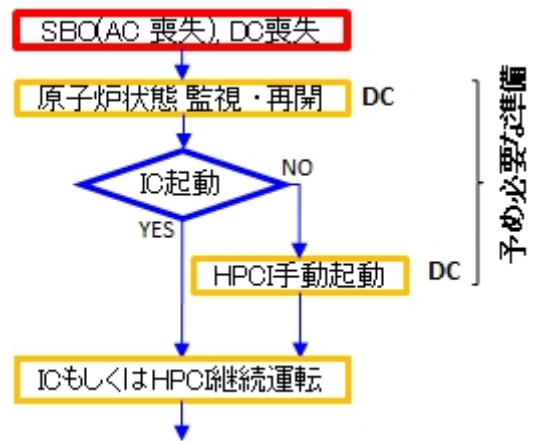 SBO(AC 喪失), DC喪失
原子炉状態 監視・再開 DC
IC起動
NO
YES
HPCI手動起動 DC
ICもしくはHPCI継続運転
予め必要な準備